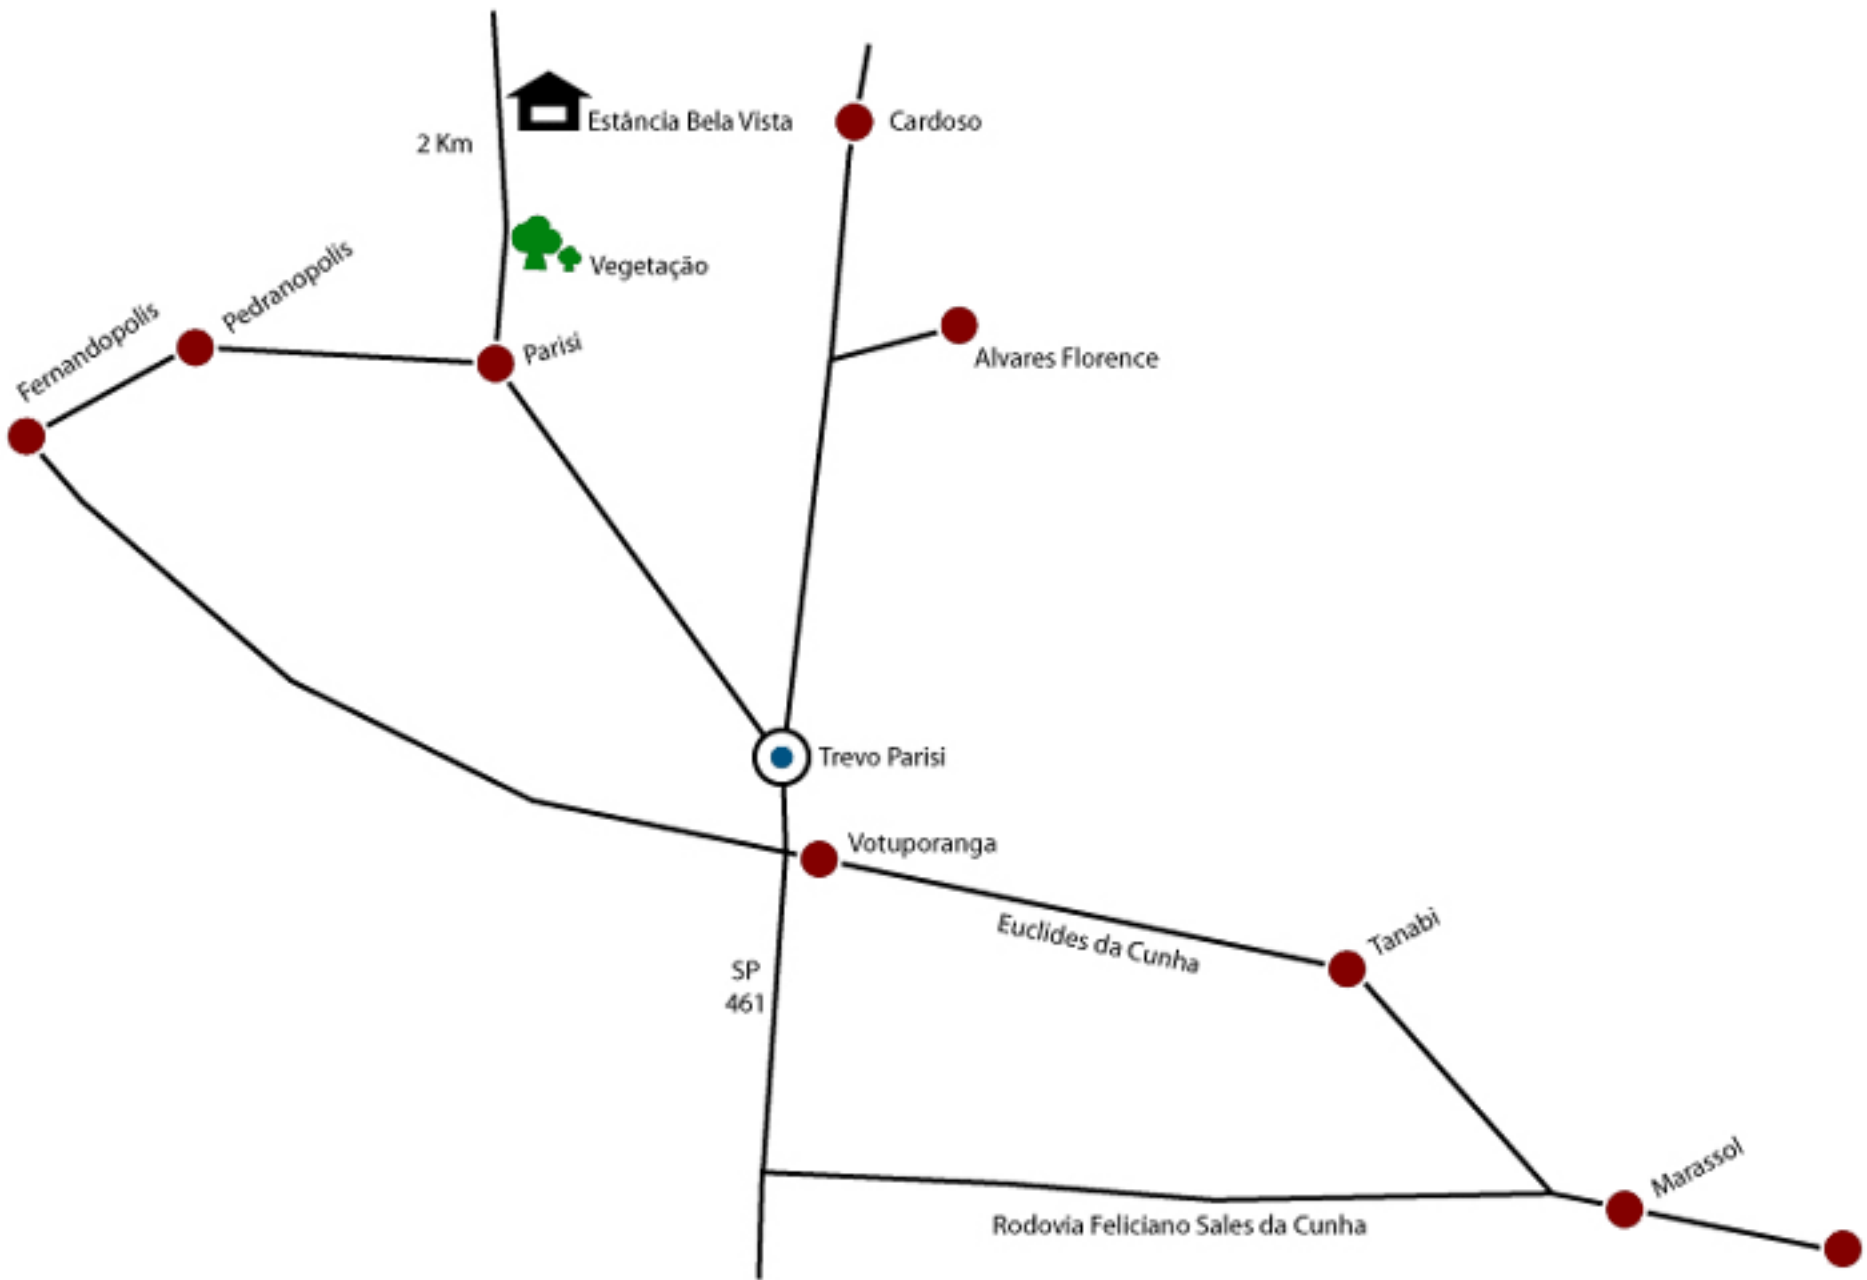 Estância Bela Vista
Cardoso
2 Km
Vegetação
Pedranopolis
Fernandopolis
Parisi
Alvares Florence
Trevo Parisi
Votuporanga
Euclides da Cunha
Tanabi
SP
461
Marassol
Rodovia Feliciano Sales da Cunha